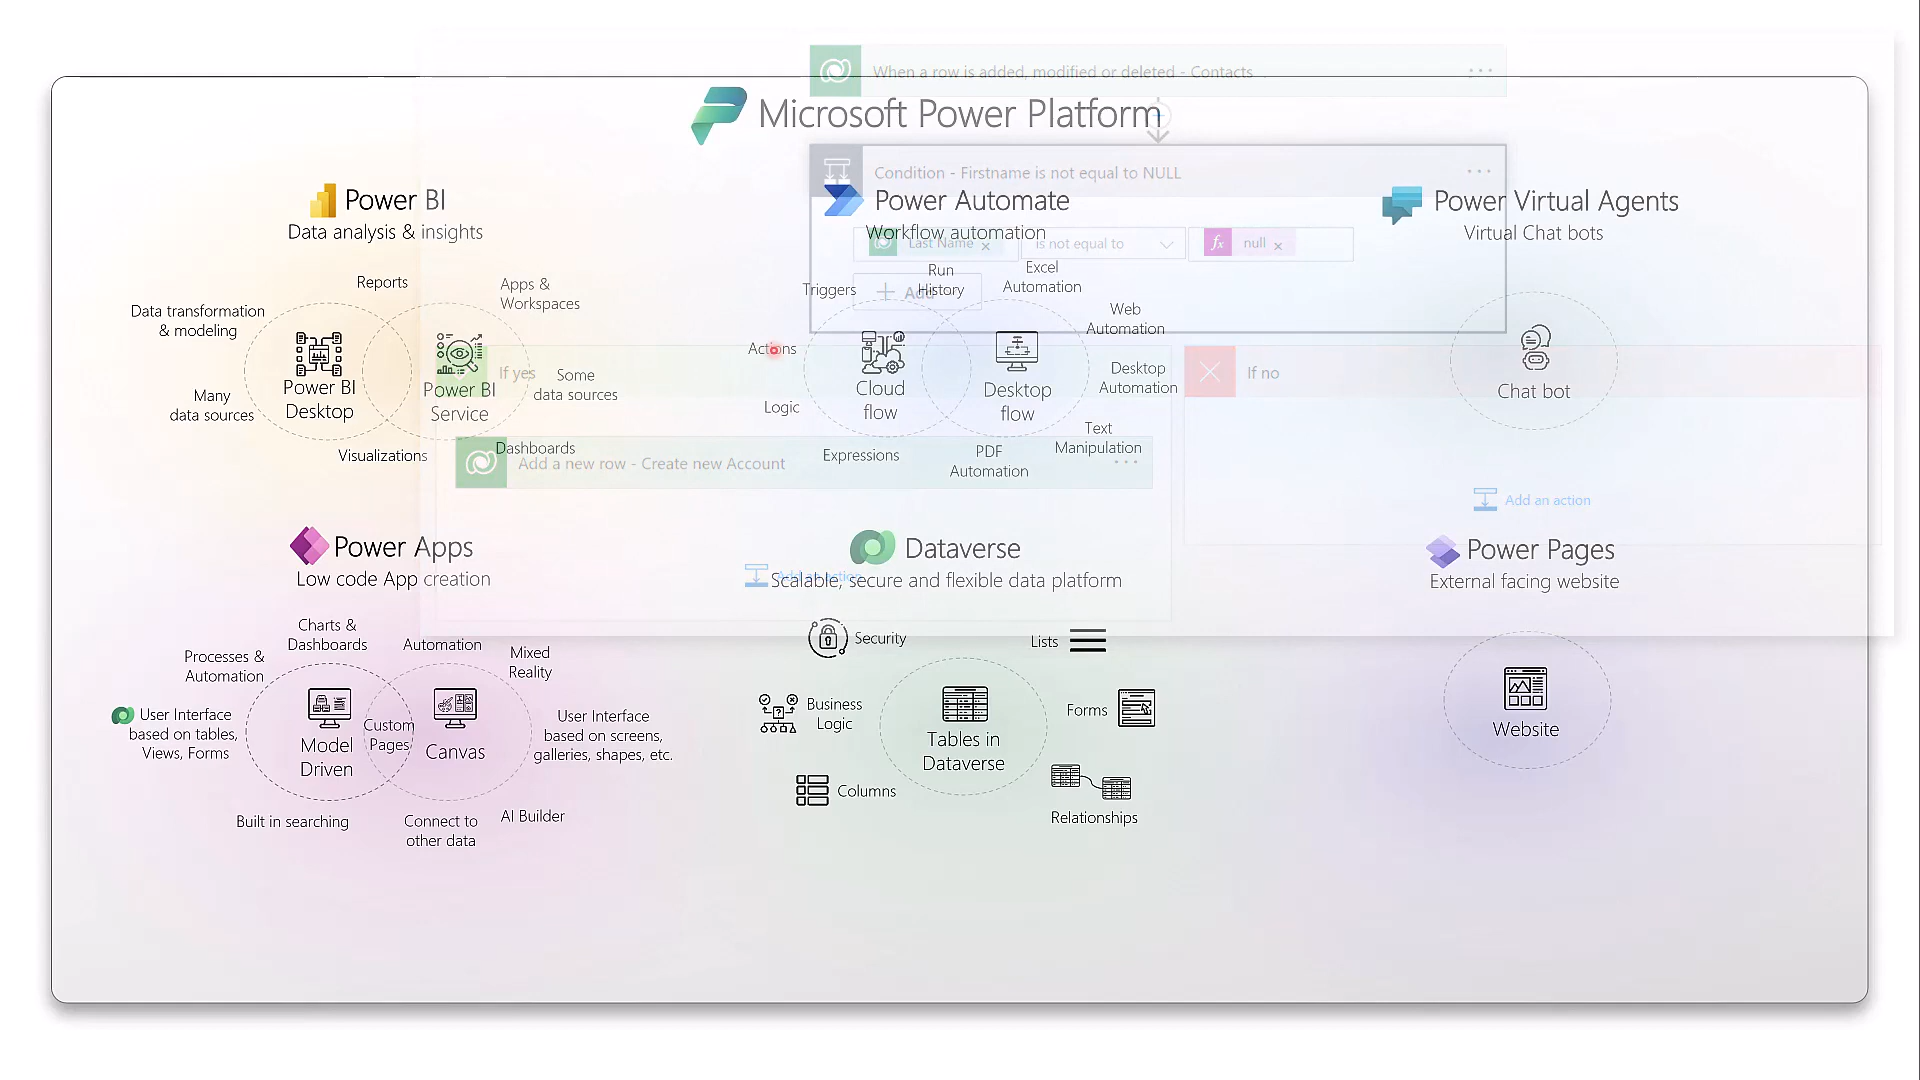 When a row is added, modified or deleted - Contacts
Microsoft Power Platform
Condition - Firstname is not equal to NULL
Power BI
Data analysis & insights
Power Automate
Workflow automation
Power Virtual Agents
Virtual Chat bots
Last Name
is not equal to
fx
null
Add
Reports
Apps &
Workspaces
Data transformation
& modeling
Power BI
Desktop
Power BI
Service
Some
data sources
Many
data sources
Visualizations
Dashboards
Triggers
Run
History
Excel
Automation
Web
Automation
Actions
Cloud
flow
Desktop
flow
Desktop
Automation
Logic
Expressions
PDF
Automation
Text
Manipulation
Chat bot
If yes
If no
Add a new row - Create new Account
Add an action
Add an action
Power Apps
Low code App creation
Dataverse
Scalable, secure and flexible data platform
Power Pages
External facing website
Charts &
Dashboards
Automation
Processes &
Automation
Mixed
Reality
User Interface
based on tables,
Views, Forms
Model
Driven
Custom
Pages
Canvas
User Interface
based on screens,
galleries, shapes, etc.
Built in searching
Connect to
other data
AI Builder
Security
Lists
Business
Logic
Tables in
Dataverse
Forms
Columns
Relationships
Website